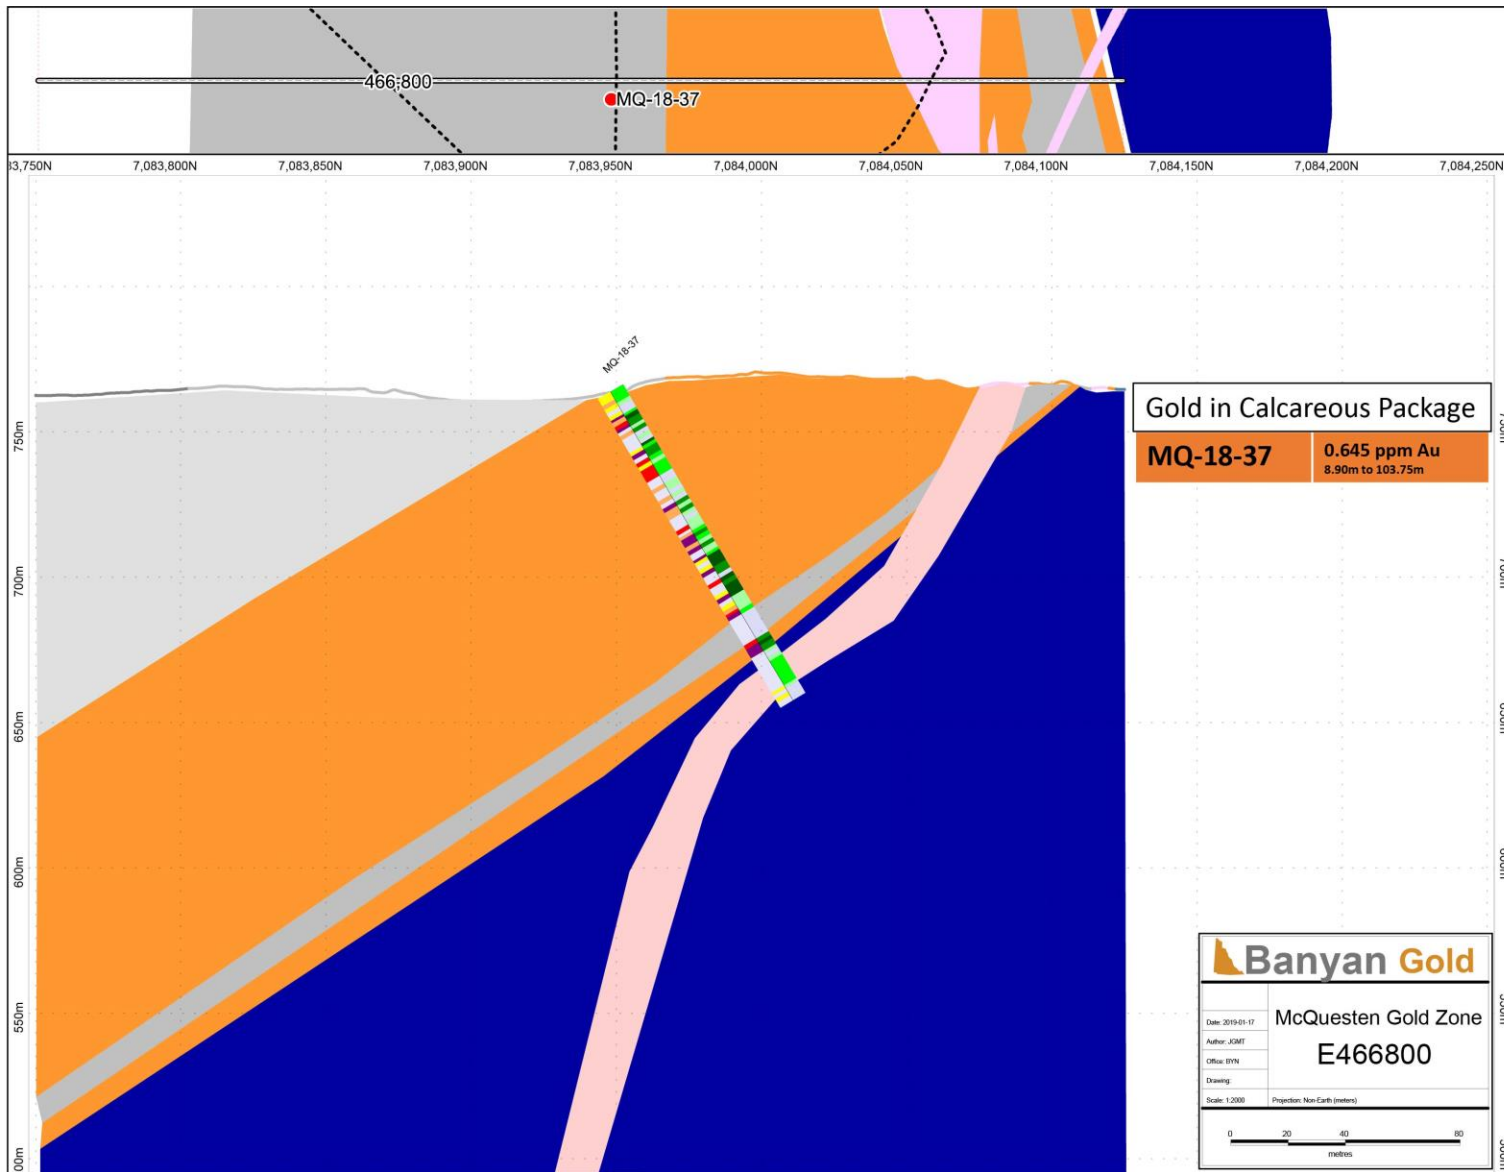 466,800
MQ-18-37
33,750N 7,083,800N 7,083,850N 7,083,900N 7,083,950N 7,084,000N 7,084,050N 7,084,100N 7,084,150N 7,084,200N 7,084,250N
MQ-18-37
Gold in Calcareous Package
MQ-18-37 0.645 ppm Au
8.90m to 103.75m
750m
700m
650m
600m
550m
00m
Banyan Gold
McQuesten Gold Zone
E466800
Date: 2019-01-17
Author: JGMT
Office: BYN
Drawing:
Scale: 1:2000 Projection: Non-Earth (meters)
0 20 40 80
metres